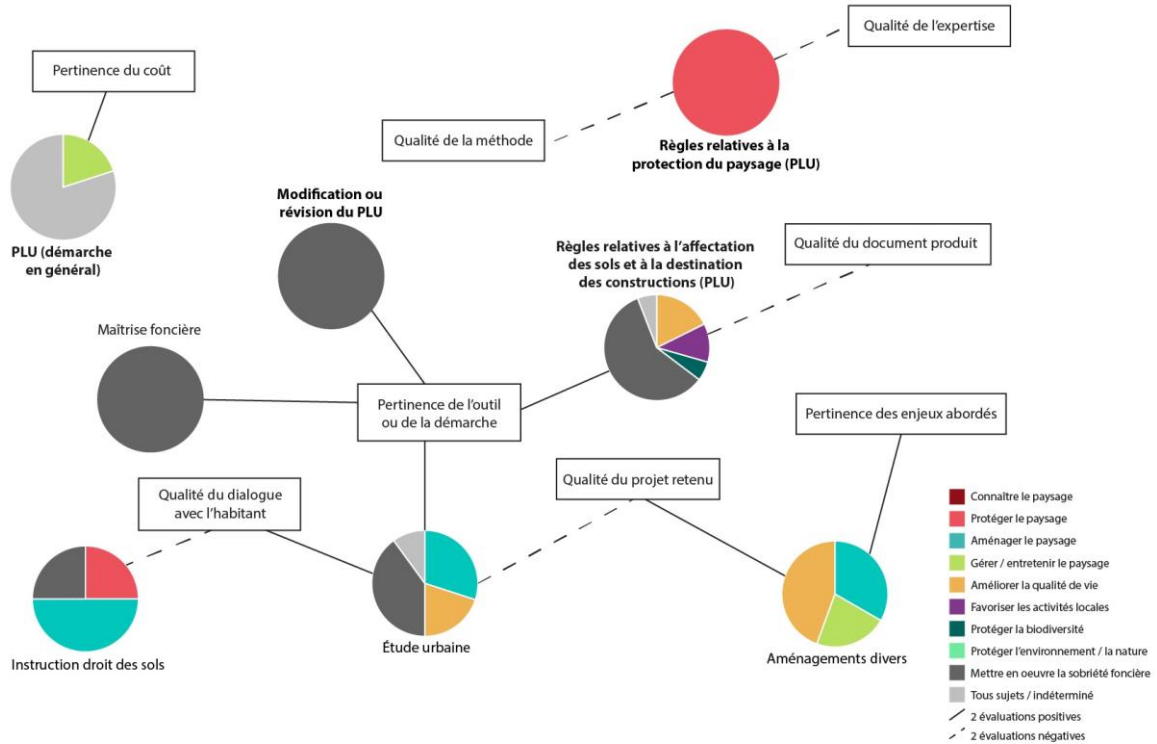 Qualité de l'expertise
Pertinence du coût
Qualité de la méthode
Règles relatives à la
protection du paysage (PLU)
Modification ou
révision du PLU
PLU (démarche
en général)
Règles relatives à l'affectation
des sols et à la destination
des constructions (PLU)
Qualité du document produit
Maîtrise foncière
Pertinence de l'outil
ou de la démarche
Pertinence des enjeux abordés
Qualité du dialogue
avec l'habitant
Qualité du projet retenu
Instruction droit des sols
Étude urbaine
Aménagements divers
Connaître le paysage
Protéger le paysage
Aménager le paysage
Gérer / entretenir le paysage
Améliorer la qualité de vie
Favoriser les activités locales
Protéger la biodiversité
Protéger l'environnement / la nature
Mettre en oeuvre la sobriété foncière
Tous sujets / indéterminé
2 évaluations positives
2 évaluations négatives